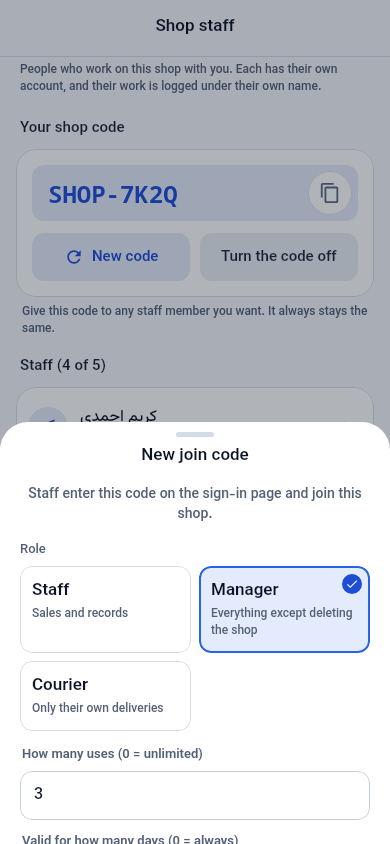 Shop staff
People who work on this shop with you. Each has their own
account, and their work is logged under their own name.
Your shop code
SHOP-7K2Q
New code
Turn the code off
Give this code to any staff member you want. It always stays the
same.
Staff (4 of 5)
کریم احمدی
New join code
Staff enter this code on the sign-in page and join this
shop.
Role
Staff
Sales and records
Manager
Everything except deleting
the shop
Courier
Only their own deliveries
How many uses (0 = unlimited)
3
Valid for how many days (0 = always)